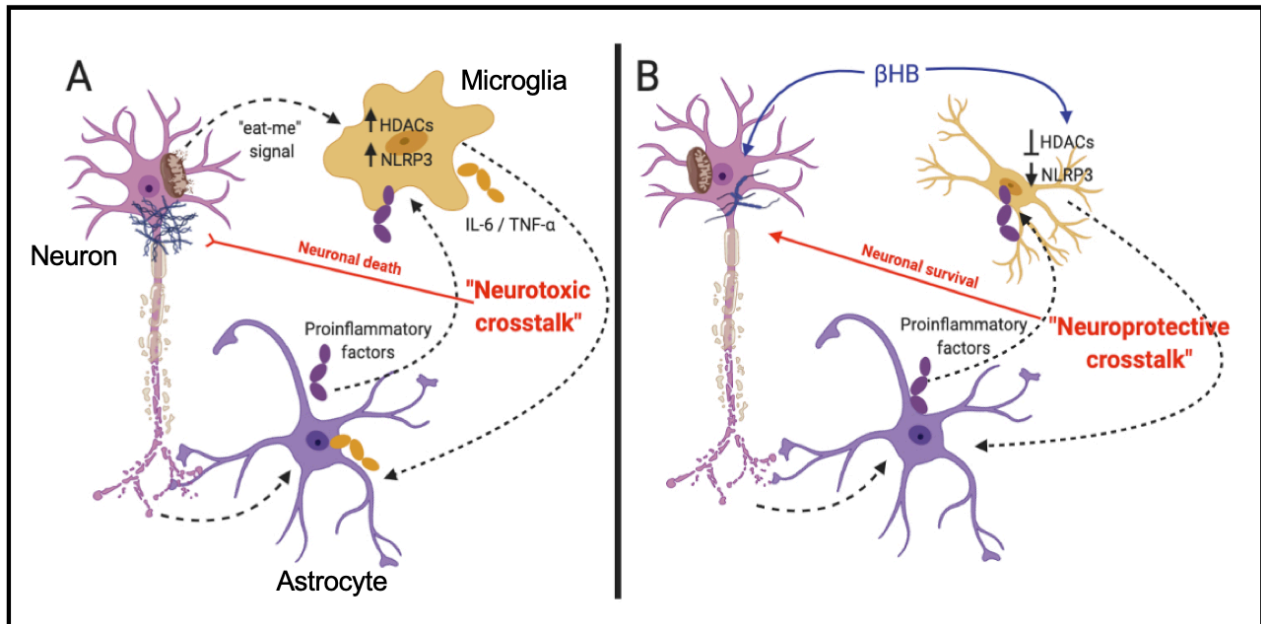 A
Microglia
"eat-me"
signal
HDACs
NLRP3
IL-6 / TNF-α
Neuron
Neuronal death
"Neurotoxic
crosstalk"
Proinflammatory
factors
Astrocyte
B
βHB
HDACs
NLRP3
Neuronal survival
Proinflammatory
factors
"Neuroprotective
crosstalk"